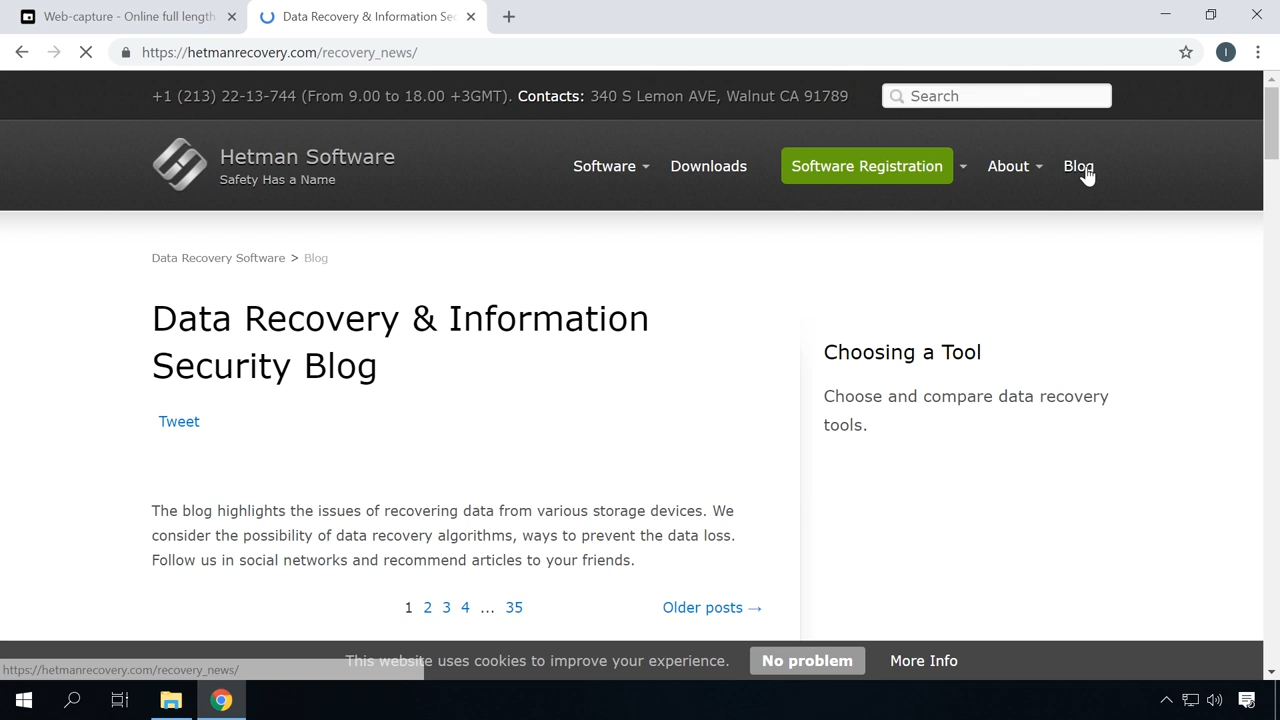 Web-capture - Online full length
Data Recovery & Information Sec
https://hetmanrecovery.com/recovery_news/
I
+1 (213) 22-13-744 (From 9.00 to 18.00 +3GMT). Contacts: 340 S Lemon AVE, Walnut CA 91789
Search
Hetman Software
Safety Has a Name
Software
Downloads
Software Registration
About
Blog
Data Recovery Software > Blog
Data Recovery & Information
Security Blog
Tweet
Choosing a Tool
Choose and compare data recovery
tools.
The blog highlights the issues of recovering data from various storage devices. We
consider the possibility of data recovery algorithms, ways to prevent the data loss.
Follow us in social networks and recommend articles to your friends.
1 2 3 4 ... 35
Older posts →
This website uses cookies to improve your experience.
No problem
More Info
https://hetmanrecovery.com/recovery_news/